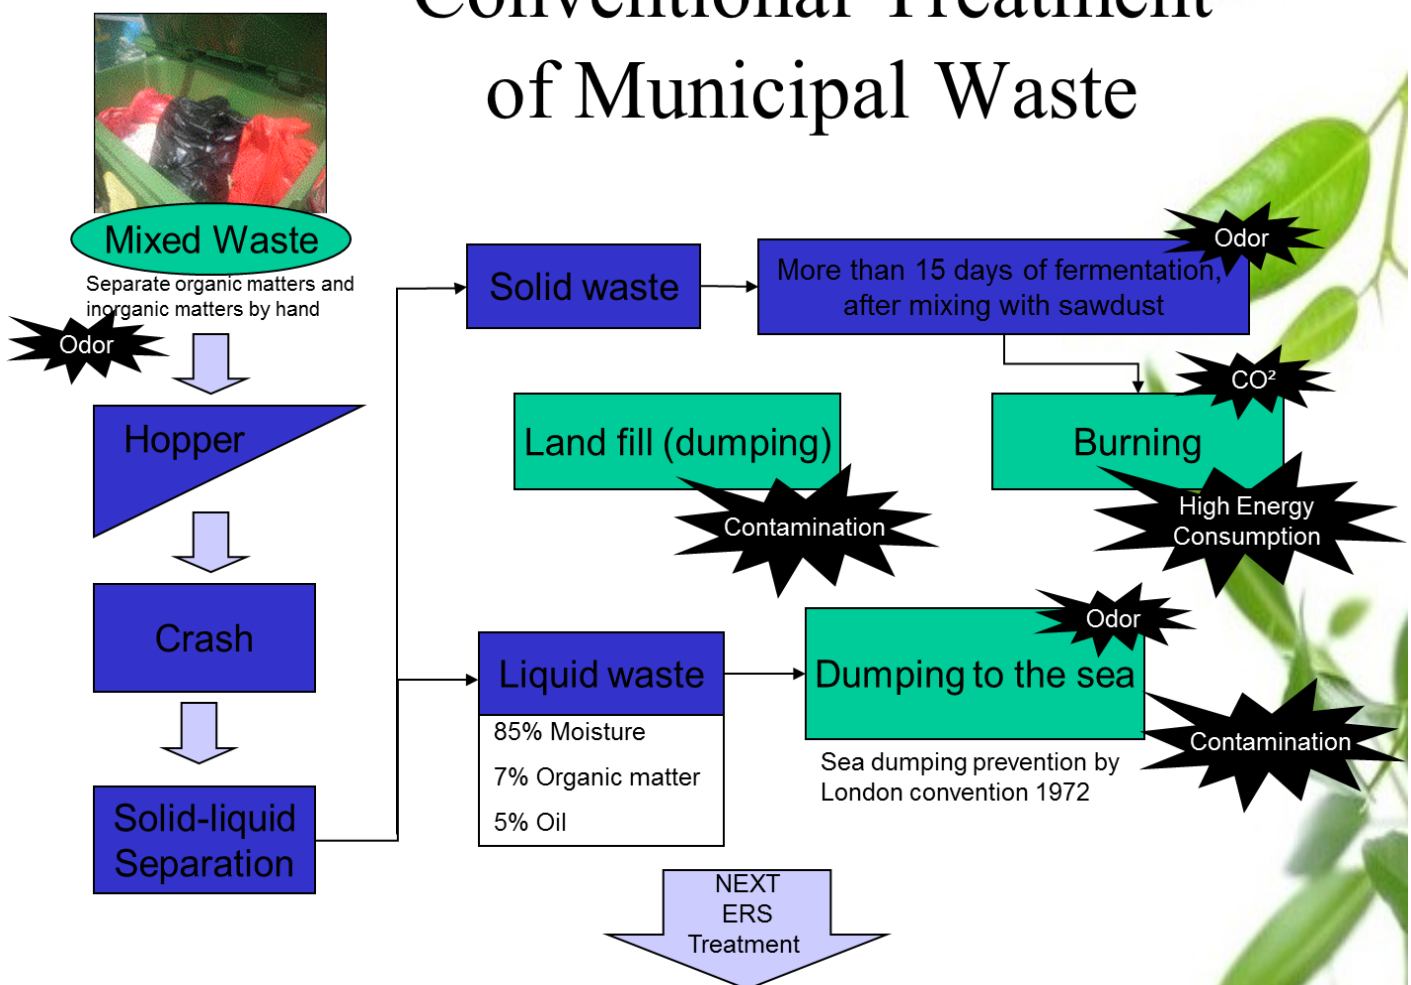 Conventional Treatment
of Municipal Waste
Mixed Waste
Separate organic matters and
inorganic matters by hand
Odor
Hopper
Crash
Solid-liquid
Separation
Solid waste
More than 15 days of fermentation,
after mixing with sawdust
Odor
Land fill (dumping)
Contamination
Burning
CO²
High Energy
Consumption
Liquid waste
85% Moisture
7% Organic matter
5% Oil
Dumping to the sea
Odor
Contamination
Sea dumping prevention by
London convention 1972
NEXT
ERS
Treatment